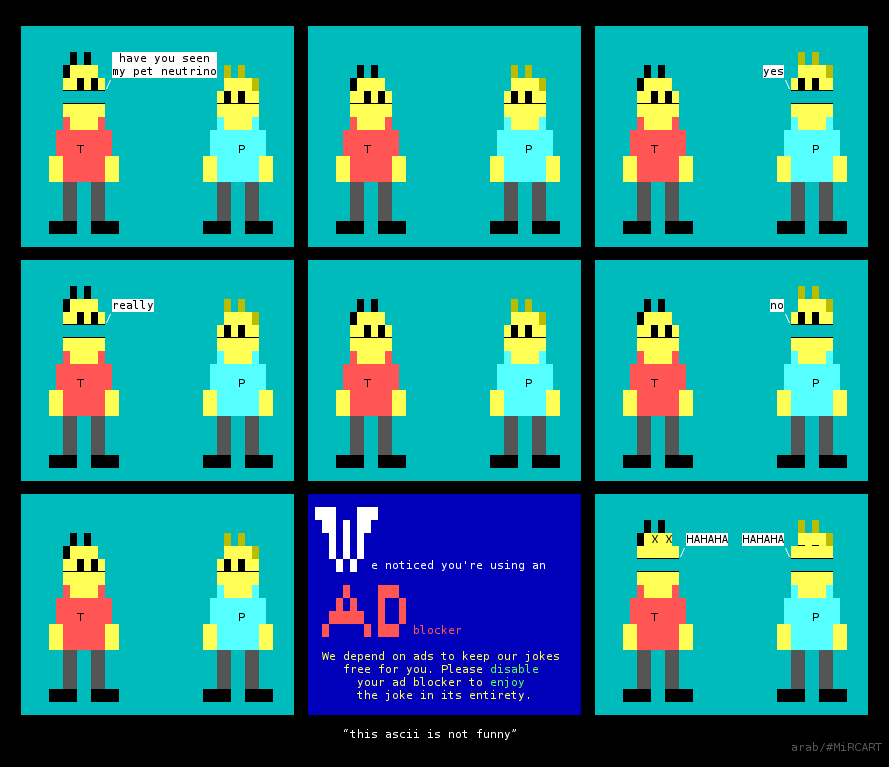 have you seen
my pet neutrino
T
P
T
P
yes
T
P
really
T
P
T
P
no
T
P
T
P
We noticed you're using an
AD blocker
We depend on ads to keep our jokes
free for you. Please disable
your ad blocker to enjoy
the joke in its entirety.
X X
HAHAHA HAHAHA
T
P
“this ascii is not funny”
arab/#MiRCART